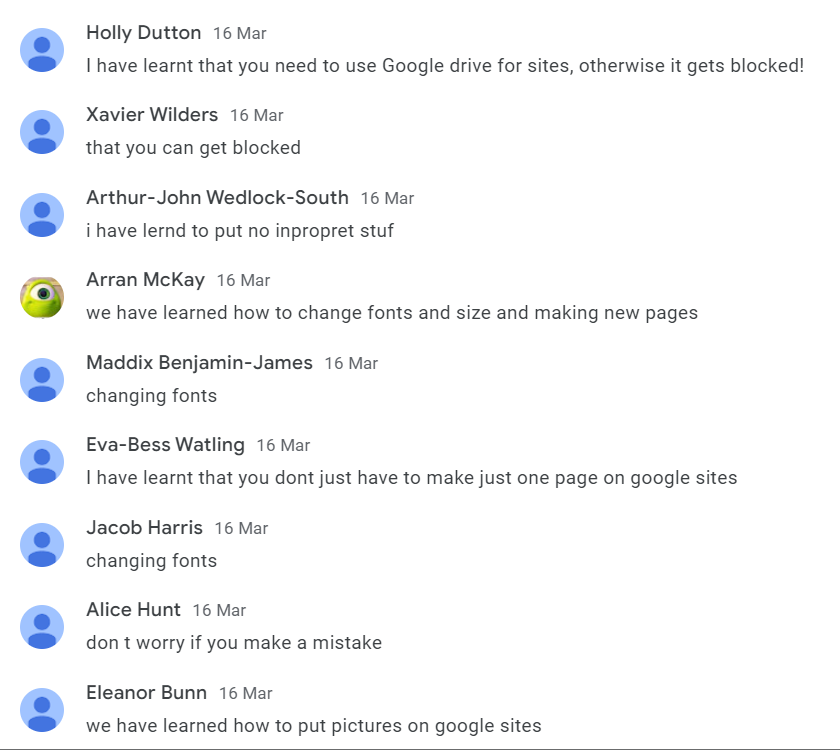 Holly Dutton 16 Mar
I have learnt that you need to use Google drive for sites, otherwise it gets blocked!
Xavier Wilders 16 Mar
that you can get blocked
Arthur-John Wedlock-South 16 Mar
i have lernd to put no inpropret stuf
Arran McKay 16 Mar
we have learned how to change fonts and size and making new pages
Maddix Benjamin-James 16 Mar
changing fonts
Eva-Bess Watling 16 Mar
I have learnt that you dont just have to make just one page on google sites
Jacob Harris 16 Mar
changing fonts
Alice Hunt 16 Mar
don t worry if you make a mistake
Eleanor Bunn 16 Mar
we have learned how to put pictures on google sites